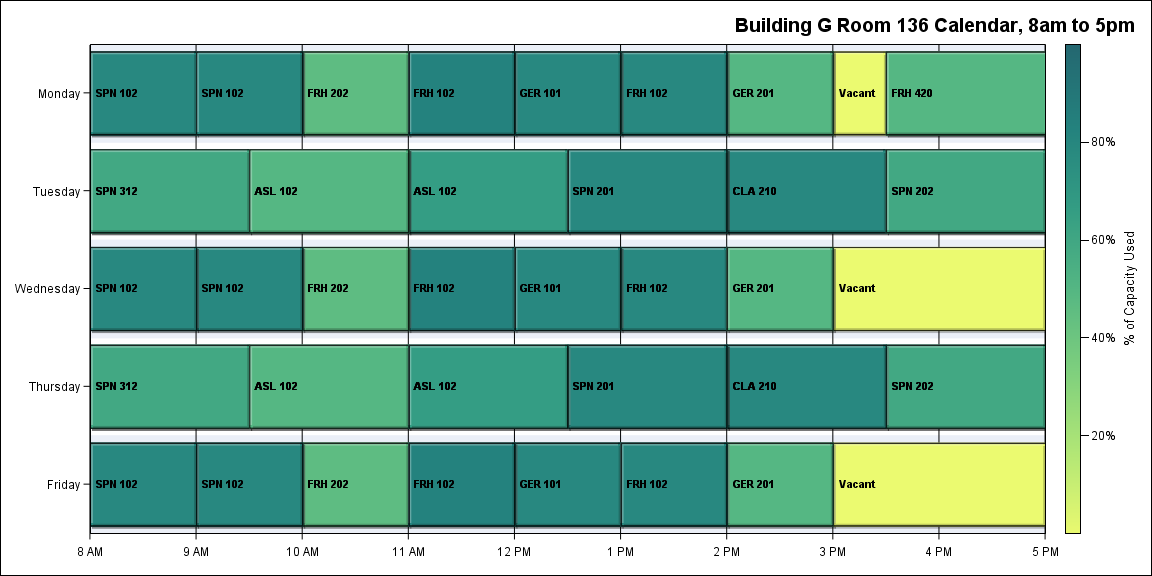 Building G Room 136 Calendar, 8am to 5pm
Monday
SPN 102
SPN 102
FRH 202
FRH 102
GER 101
FRH 102
GER 201
Vacant
FRH 420
Tuesday
SPN 312
ASL 102
ASL 102
SPN 201
CLA 210
SPN 202
Wednesday
SPN 102
SPN 102
FRH 202
FRH 102
GER 101
FRH 102
GER 201
Vacant
Thursday
SPN 312
ASL 102
ASL 102
SPN 201
CLA 210
SPN 202
Friday
SPN 102
SPN 102
FRH 202
FRH 102
GER 101
FRH 102
GER 201
Vacant
8 AM
9 AM
10 AM
11 AM
12 PM
1 PM
2 PM
3 PM
4 PM
5 PM
80%
60%
40%
20%
% of Capacity Used